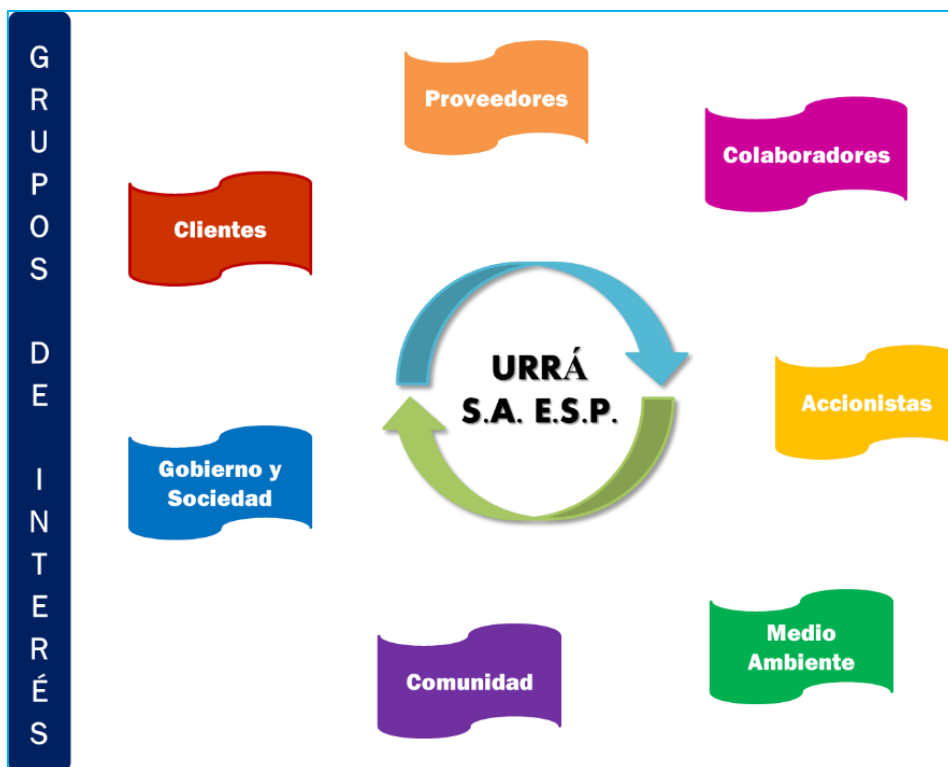 GRUPOS DE INTERÉS
Proveedores
Colaboradores
Clientes
URRÁ
S.A. E.S.P.
Accionistas
Gobierno y
Sociedad
Medio
Ambiente
Comunidad